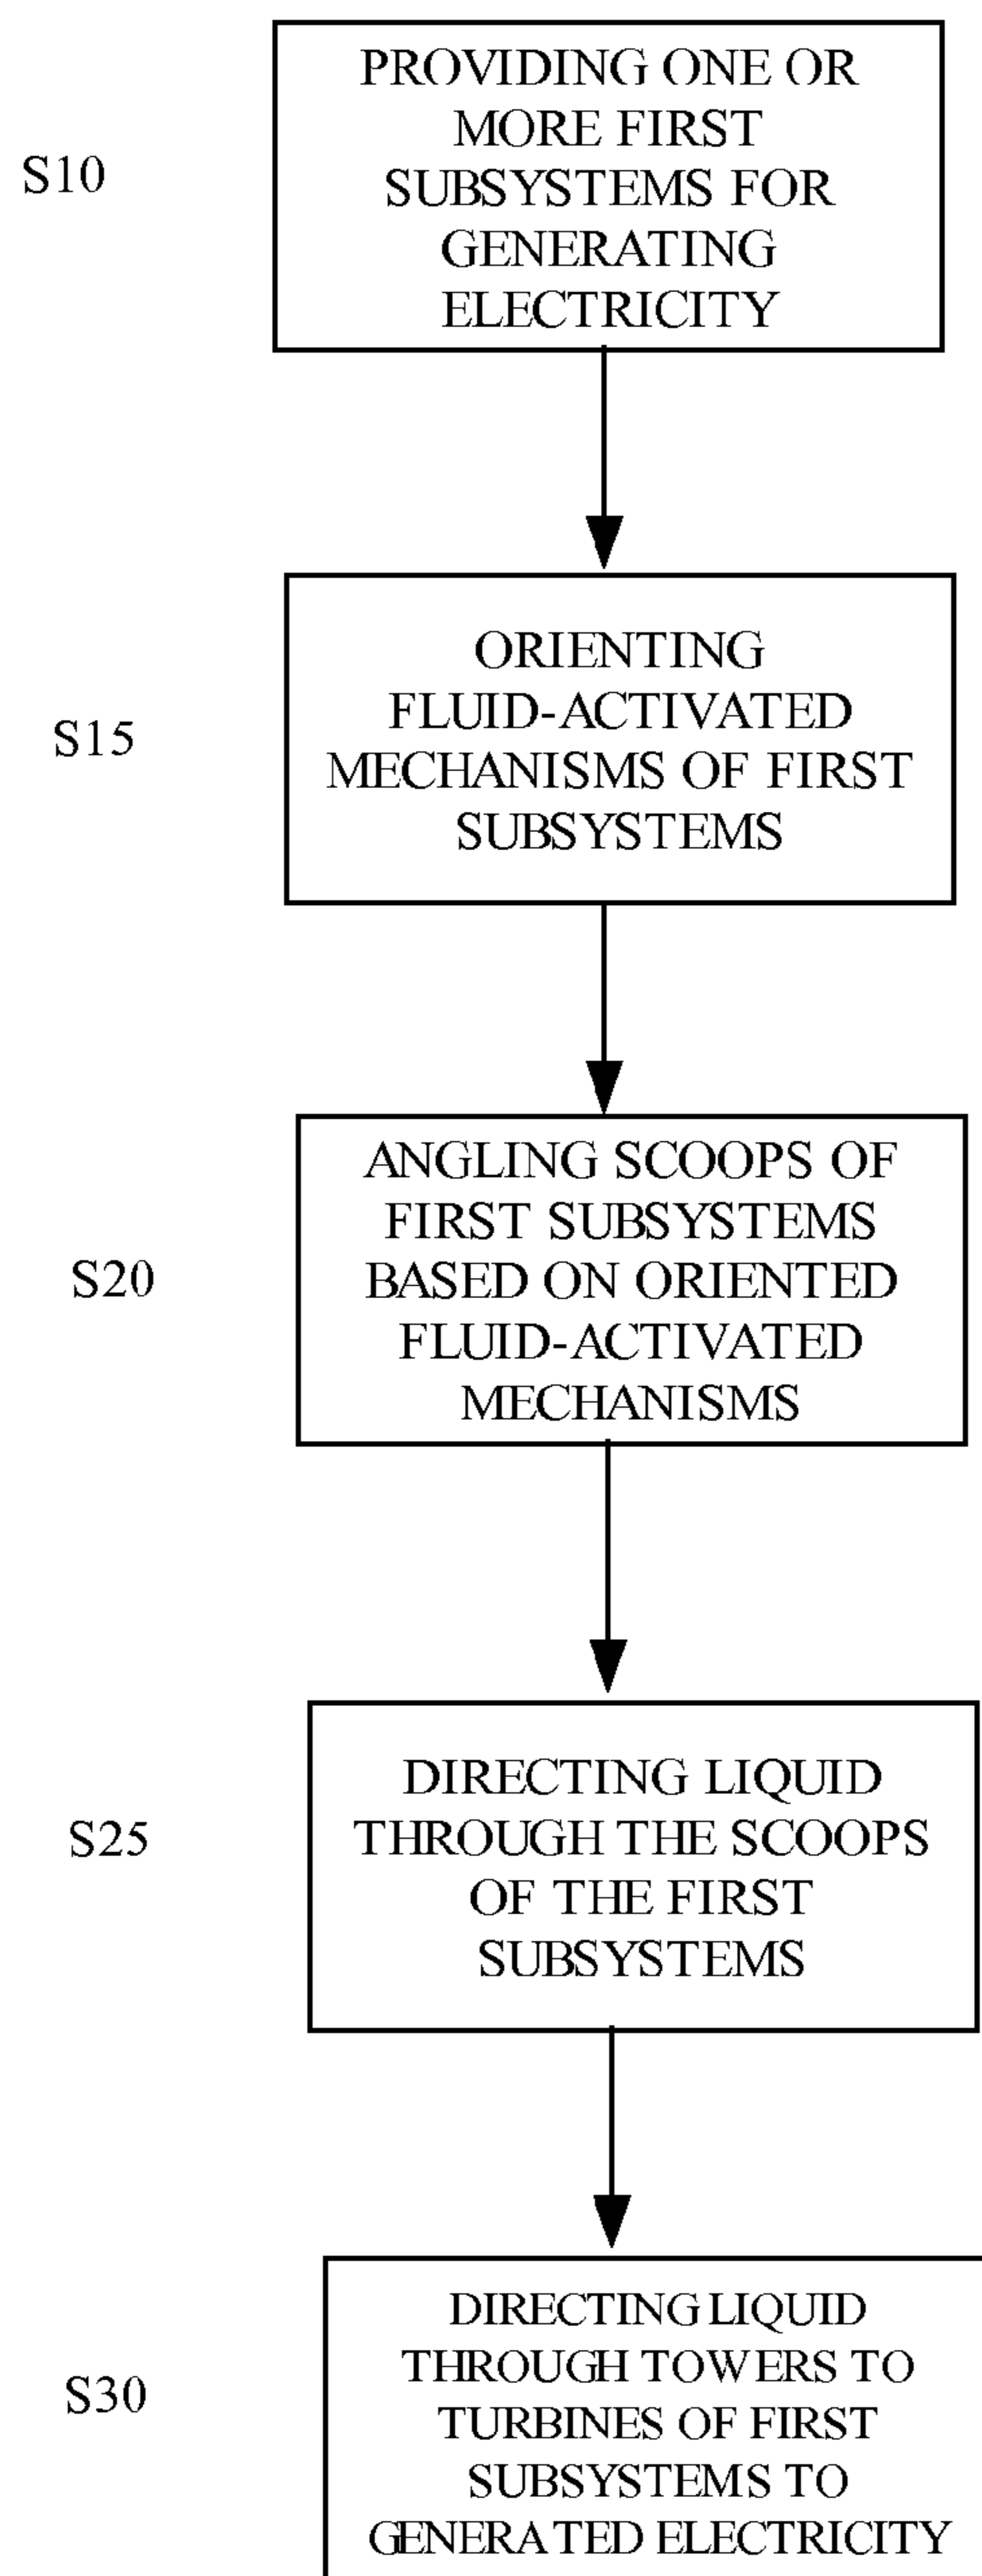 S10
PROVIDING ONE OR
MORE FIRST
SUBSYSTEMS FOR
GENERATING
ELECTRICITY
S15
ORIENTING
FLUID-ACTIVATED
MECHANISMS OF FIRST
SUBSYSTEMS
S20
ANGLING SCOOPS OF
FIRST SUBSYSTEMS
BASED ON ORIENTED
FLUID-ACTIVATED
MECHANISMS
S25
DIRECTING LIQUID
THROUGH THE SCOOPS
OF THE FIRST
SUBSYSTEMS
S30
DIRECTING LIQUID
THROUGH TOWERS TO
TURBINES OF FIRST
SUBSYSTEMS TO
GENERATED ELECTRICITY